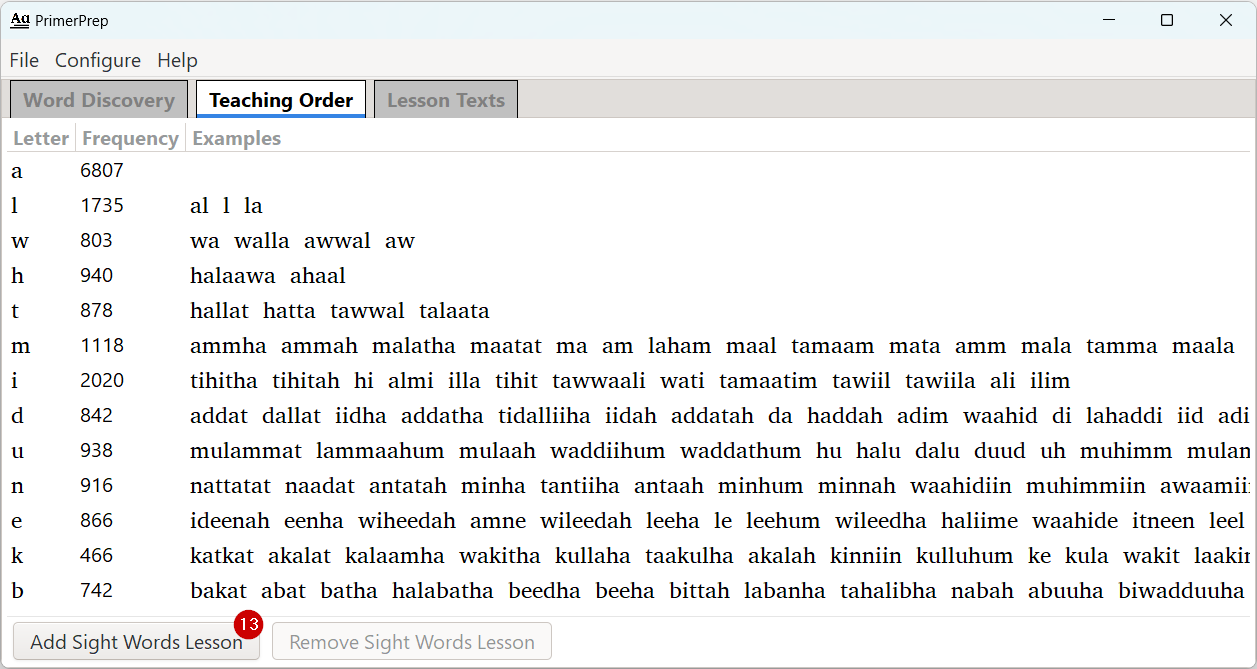 Aa PrimerPrep
File Configure Help
Word Discovery Teaching Order Lesson Texts
Letter Frequency Examples
a 6807
l 1735 al l la
w 803 wa walla awwal aw
h 940 halaawa ahaal
t 878 hallat hatta tawwal talaata
m 1118 ammha ammah malatha maatat ma am laham maal tamaam mata amm mala tamma maala
i 2020 tihitha tihitah hi almi illa tihit tawwaali wati tamaatim tawiil tawiila ali ilim
d 842 addat dallat iidha addatha tidalliiha iidah addatah da haddah adim waahid di lahaddi iid adi
u 938 mulammat lammaahum mulaah waddiihum waddathum hu halu dalu duud uh muhimm mulam
n 916 nattatat naadat antatah minha tantiiha antaah minhum minnah waahidiin muhimmiin awaamii
e 866 ideenah eenha wiheedah amne wileedah leeha le leehum wileedha haliime waahide itneen leel
k 466 katkat akalat kalaamha wakitha kullaha taakulha akalah kinniin kulluhum ke kula wakit laakin
b 742 bakat abat batha halabatha beedha beeha bittah labanha tahalibha nabah abuuha biwadduuha
Add Sight Words Lesson 13 Remove Sight Words Lesson